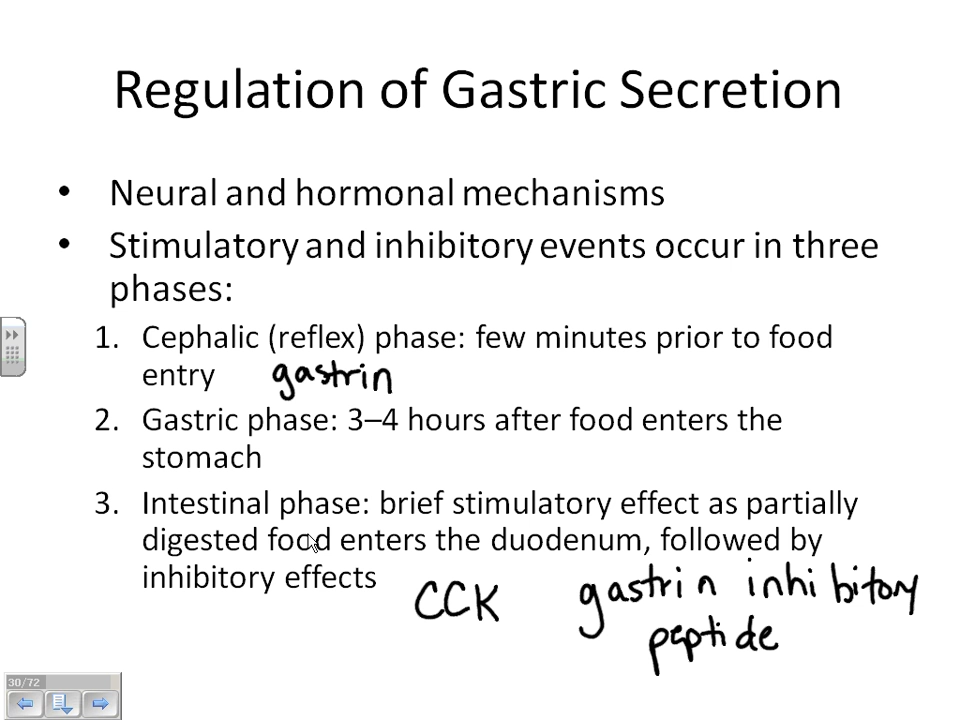 Regulation of Gastric Secretion
• Neural and hormonal mechanisms
• Stimulatory and inhibitory events occur in three
phases:
1. Cephalic (reflex) phase: few minutes prior to food
entry gastrin
2. Gastric phase: 3–4 hours after food enters the
stomach
3. Intestinal phase: brief stimulatory effect as partially
digested food enters the duodenum, followed by
inhibitory effects
CCK gastrin inhibitory
peptide
30/72